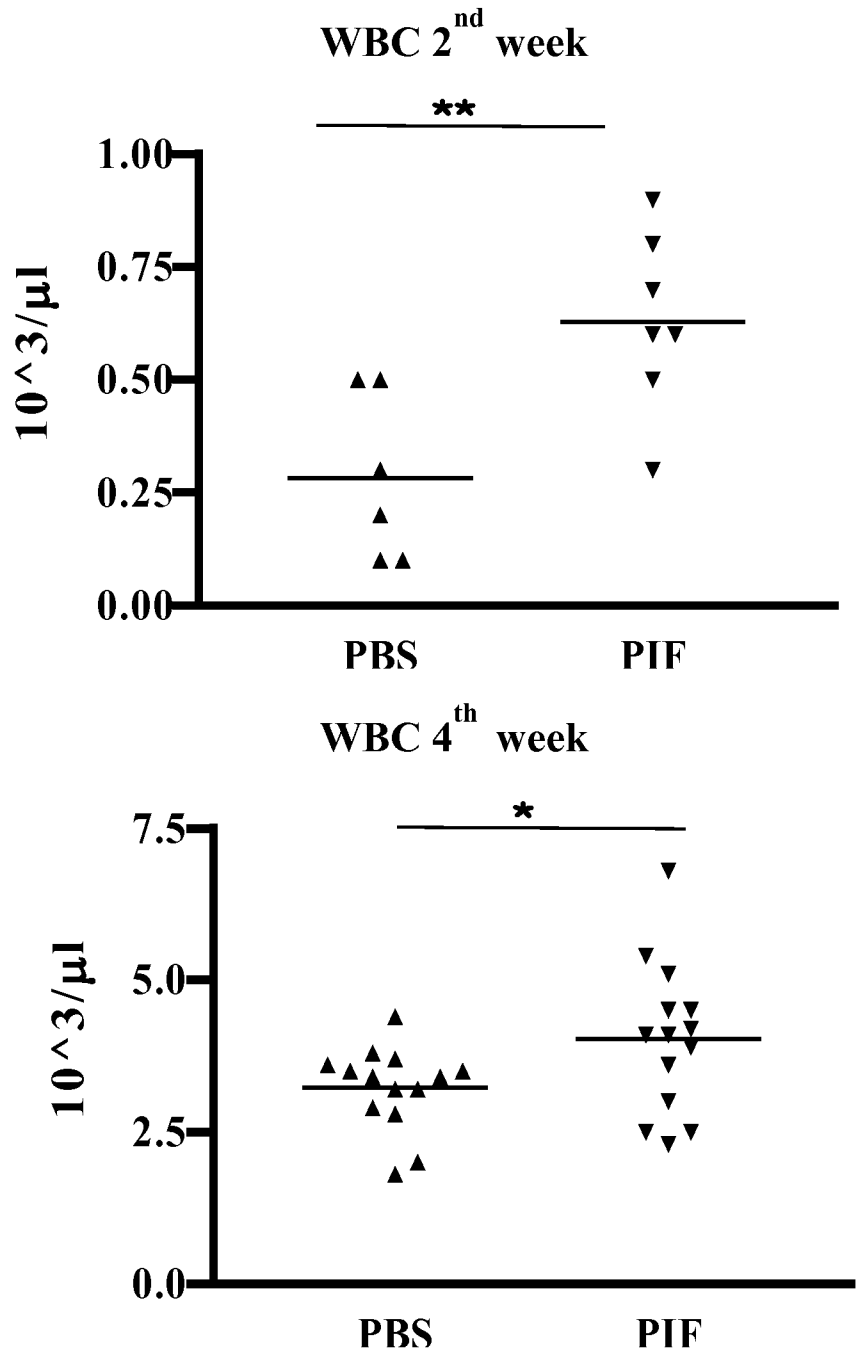 WBC 2nd week
**
1.00
0.75
0.50
0.25
0.00
10^3/µl
PBS PIF
WBC 4th week
*
7.5
5.0
2.5
0.0
10^3/µl
PBS PIF